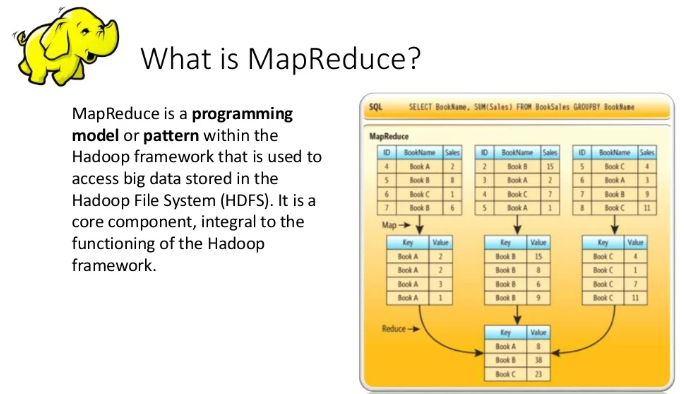 What is MapReduce?
MapReduce is a programming
model or pattern within the
Hadoop framework that is used to
access big data stored in the
Hadoop File System (HDFS). It is a
core component, integral to the
functioning of the Hadoop
framework.
SQL SELECT BookName, SUM(Sales) FROM BookSales GROUPBY BookName
MapReduce
ID BookName Sales ID BookName Sales ID BookName Sales
4 Book A 2 2 Book B 15 5 Book C 4
5 Book B 8 3 Book A 2 6 Book A 3
6 Book C 1 4 Book C 7 7 Book B 9
7 Book B 6 5 Book A 1 8 Book C 11
Map
Key Value Key Value Key Value
Book A 2 Book B 15 Book C 4
Book A 2 Book B 8 Book C 1
Book A 3 Book B 6 Book C 7
Book A 1 Book B 9 Book C 11
Reduce
Key Value
Book A 8
Book B 38
Book C 23